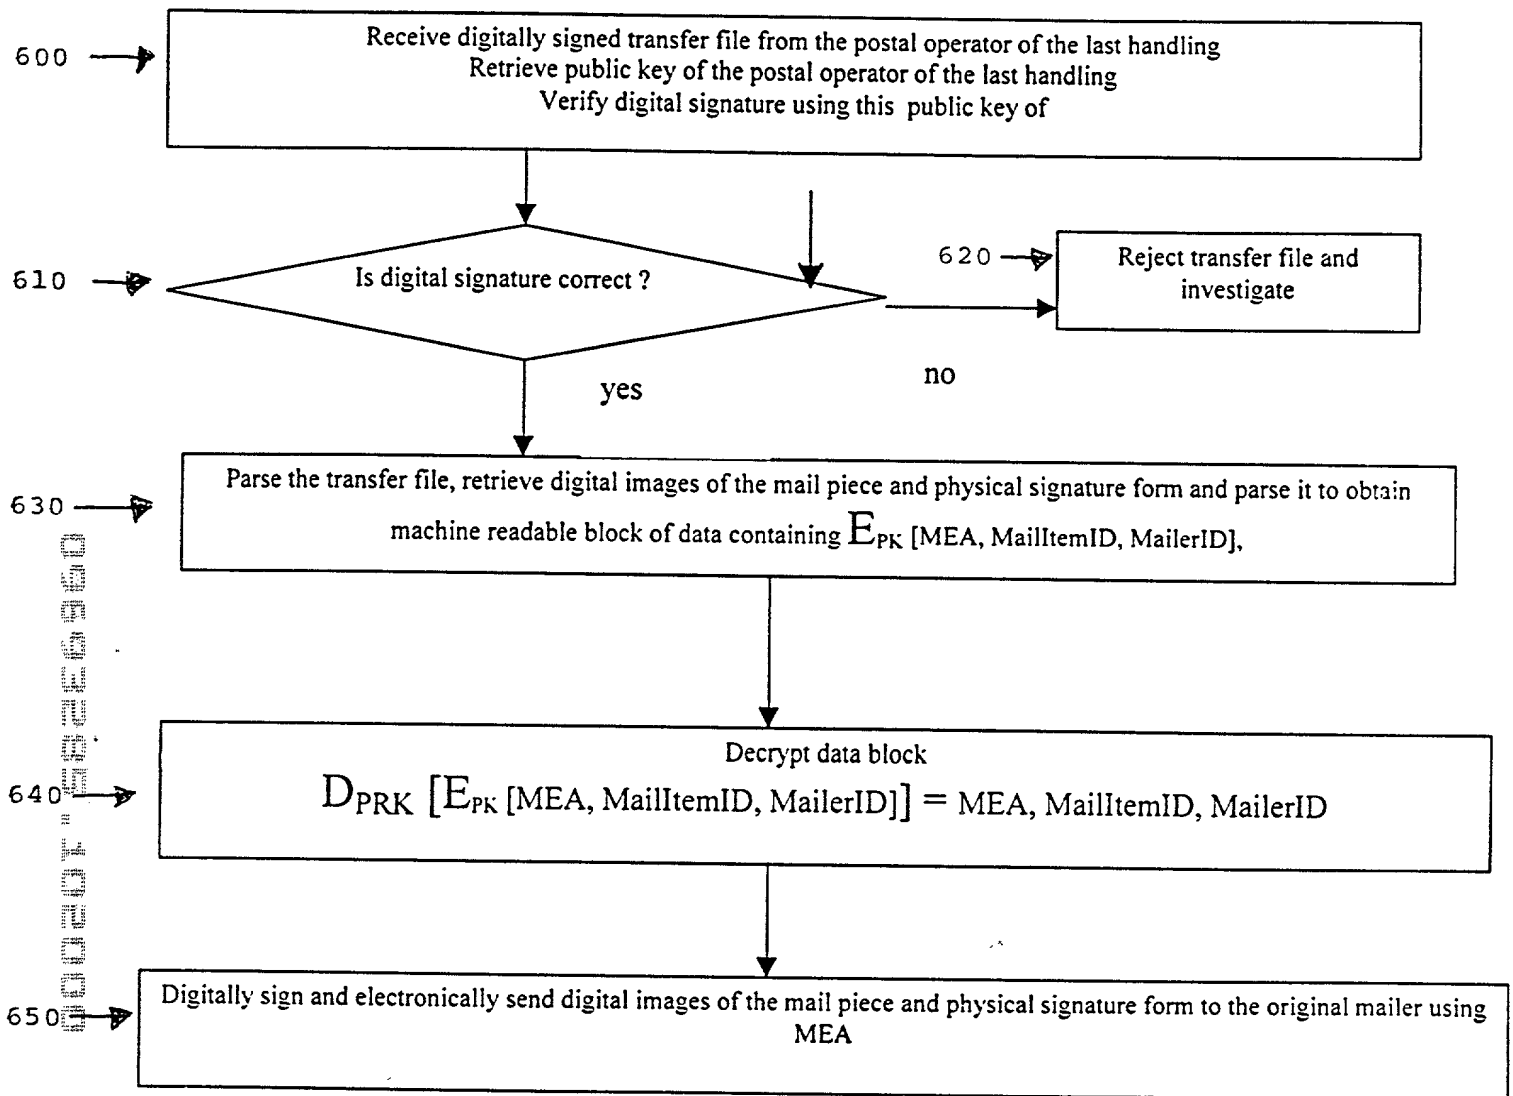 600
Receive digitally signed transfer file from the postal operator of the last handling
Retrieve public key of the postal operator of the last handling
Verify digital signature using this public key of
610
Is digital signature correct ?
620
Reject transfer file and
investigate
yes
no
630
Parse the transfer file, retrieve digital images of the mail piece and physical signature form and parse it to obtain
machine readable block of data containing EPK [MEA, MailItemID, MailerID],
640
Decrypt data block
DPRK [EPK [MEA, MailItemID, MailerID]] = MEA, MailItemID, MailerID
650
Digitally sign and electronically send digital images of the mail piece and physical signature form to the original mailer using
MEA